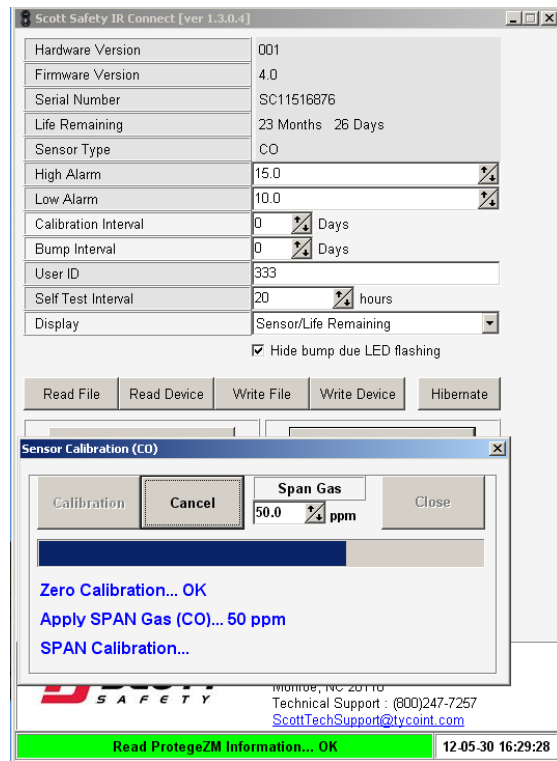 Scott Safety IR Connect [ver 1.3.0.4]
Hardware Version 001
Firmware Version 4.0
Serial Number SC11516876
Life Remaining 23 Months 26 Days
Sensor Type CO
High Alarm 15.0
Low Alarm 10.0
Calibration Interval 0 Days
Bump Interval 0 Days
User ID 333
Self Test Interval 20 hours
Display Sensor/Life Remaining
Hide bump due LED flashing
Read File Read Device Write File Write Device Hibernate
Sensor Calibration (CO)
Calibration Cancel Span Gas 50.0 ppm Close
Zero Calibration... OK
Apply SPAN Gas (CO)... 50 ppm
SPAN Calibration...
SAFETY
Monroe, NC 28110
Technical Support : (800)247-7257
ScottTechSupport@tycoint.com
Read ProtegeZM Information... OK 12-05-30 16:29:28